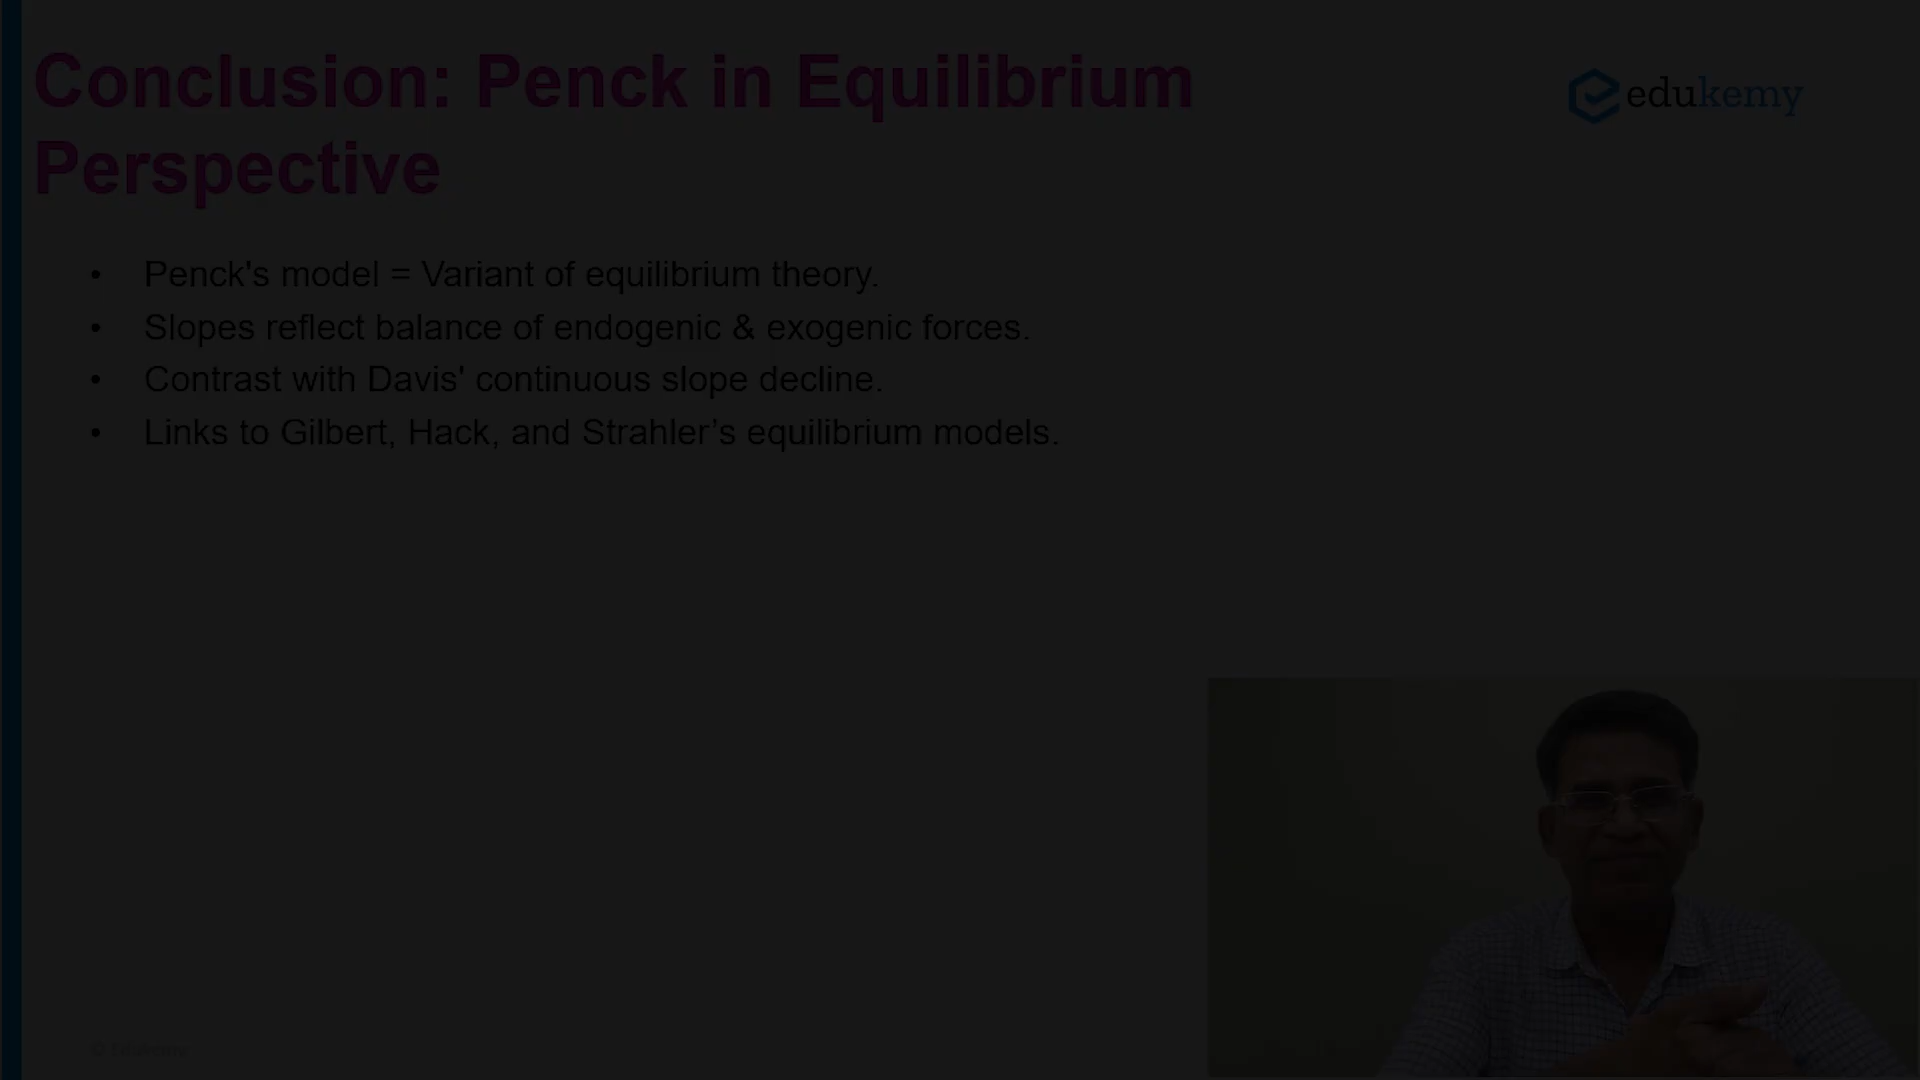 Conclusion: Penck in Equilibrium
Perspective
edukemy
• Penck's model = Variant of equilibrium theory.
• Slopes reflect balance of endogenic & exogenic forces.
• Contrast with Davis' continuous slope decline.
• Links to Gilbert, Hack, and Strahler’s equilibrium models.
© Edukemy